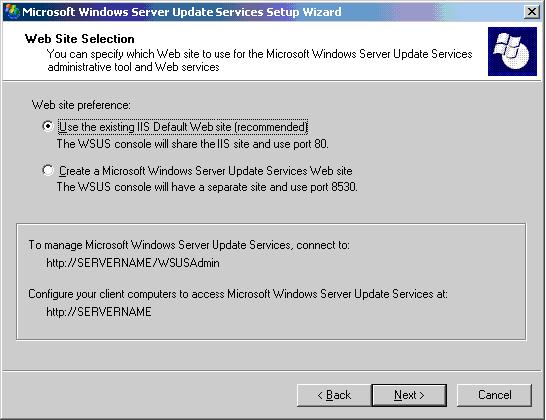 Microsoft Windows Server Update Services Setup Wizard
Web Site Selection
You can specify which Web site to use for the Microsoft Windows Server Update Services
administrative tool and Web services
Web site preference:
Use the existing IIS Default Web site (recommended)
The WSUS console will share the IIS site and use port 80.
Create a Microsoft Windows Server Update Services Web site
The WSUS console will have a separate site and use port 8530.
To manage Microsoft Windows Server Update Services, connect to:
http://SERVERNAME/WSUSAdmin
Configure your client computers to access Microsoft Windows Server Update Services at:
http://SERVERNAME
< Back Next > Cancel